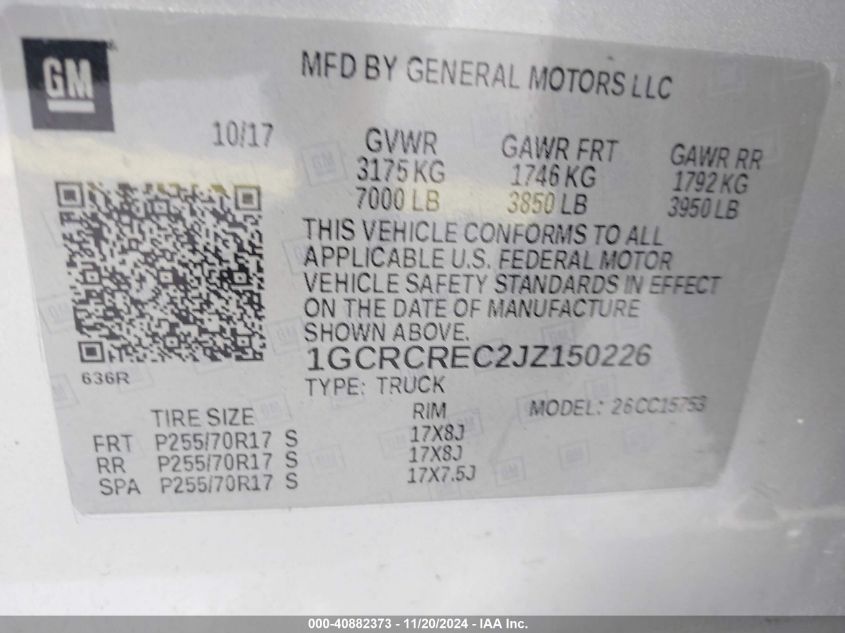 GM
MFD BY GENERAL MOTORS LLC
10/17
GVWR
3175 KG
7000 LB
GAWR FRT
1746 KG
3850 LB
GAWR RR
1792 KG
3950 LB
THIS VEHICLE CONFORMS TO ALL
APPLICABLE U.S. FEDERAL MOTOR
VEHICLE SAFETY STANDARDS IN EFFECT
ON THE DATE OF MANUFACTURE
SHOWN ABOVE.
636R
1GCRCREC2JZ150226
TYPE: TRUCK
MODEL: 26CC15753
TIRE SIZE RIM
FRT P255/70R17 S 17X8J
RR P255/70R17 S 17X8J
SPA P255/70R17 S 17X7.5J
000-40882373 - 11/20/2024 - IAA Inc.